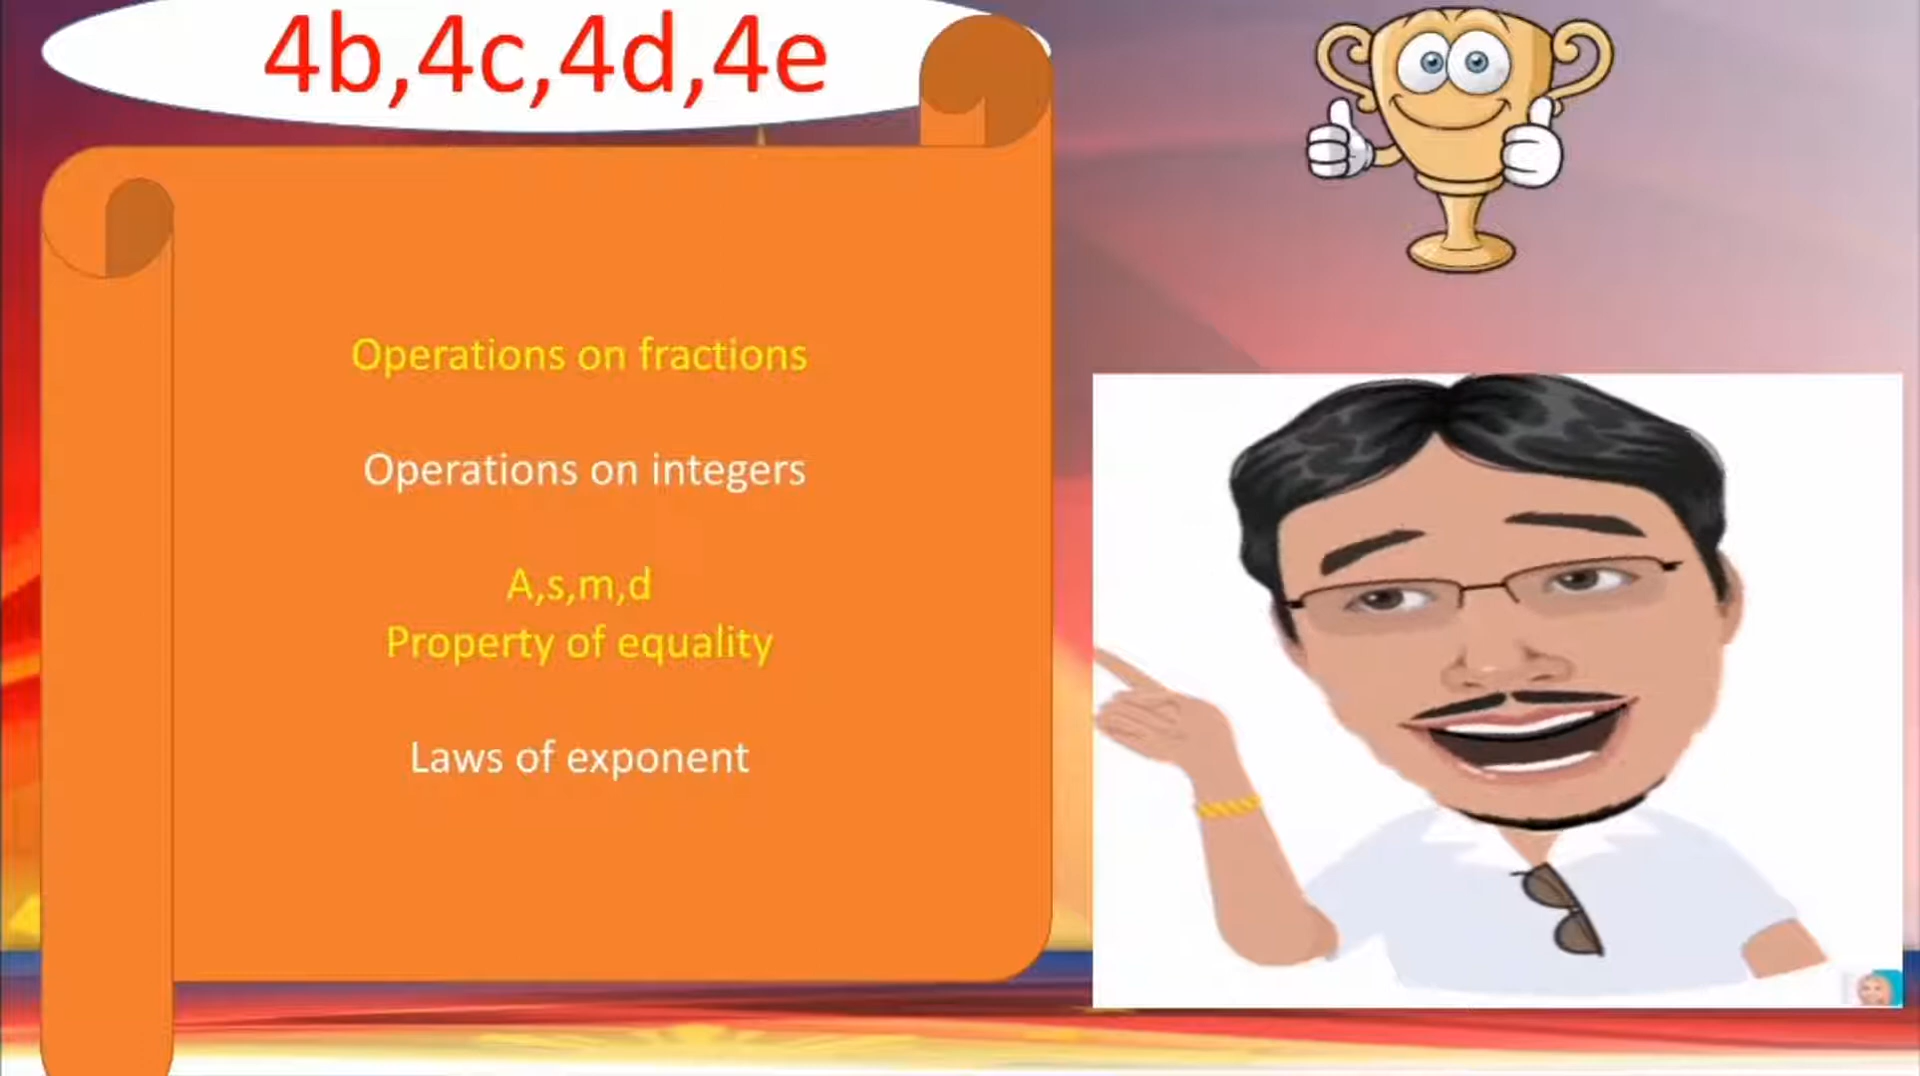 4b,4c,4d,4e
Operations on fractions
Operations on integers
A,s,m,d
Property of equality
Laws of exponent